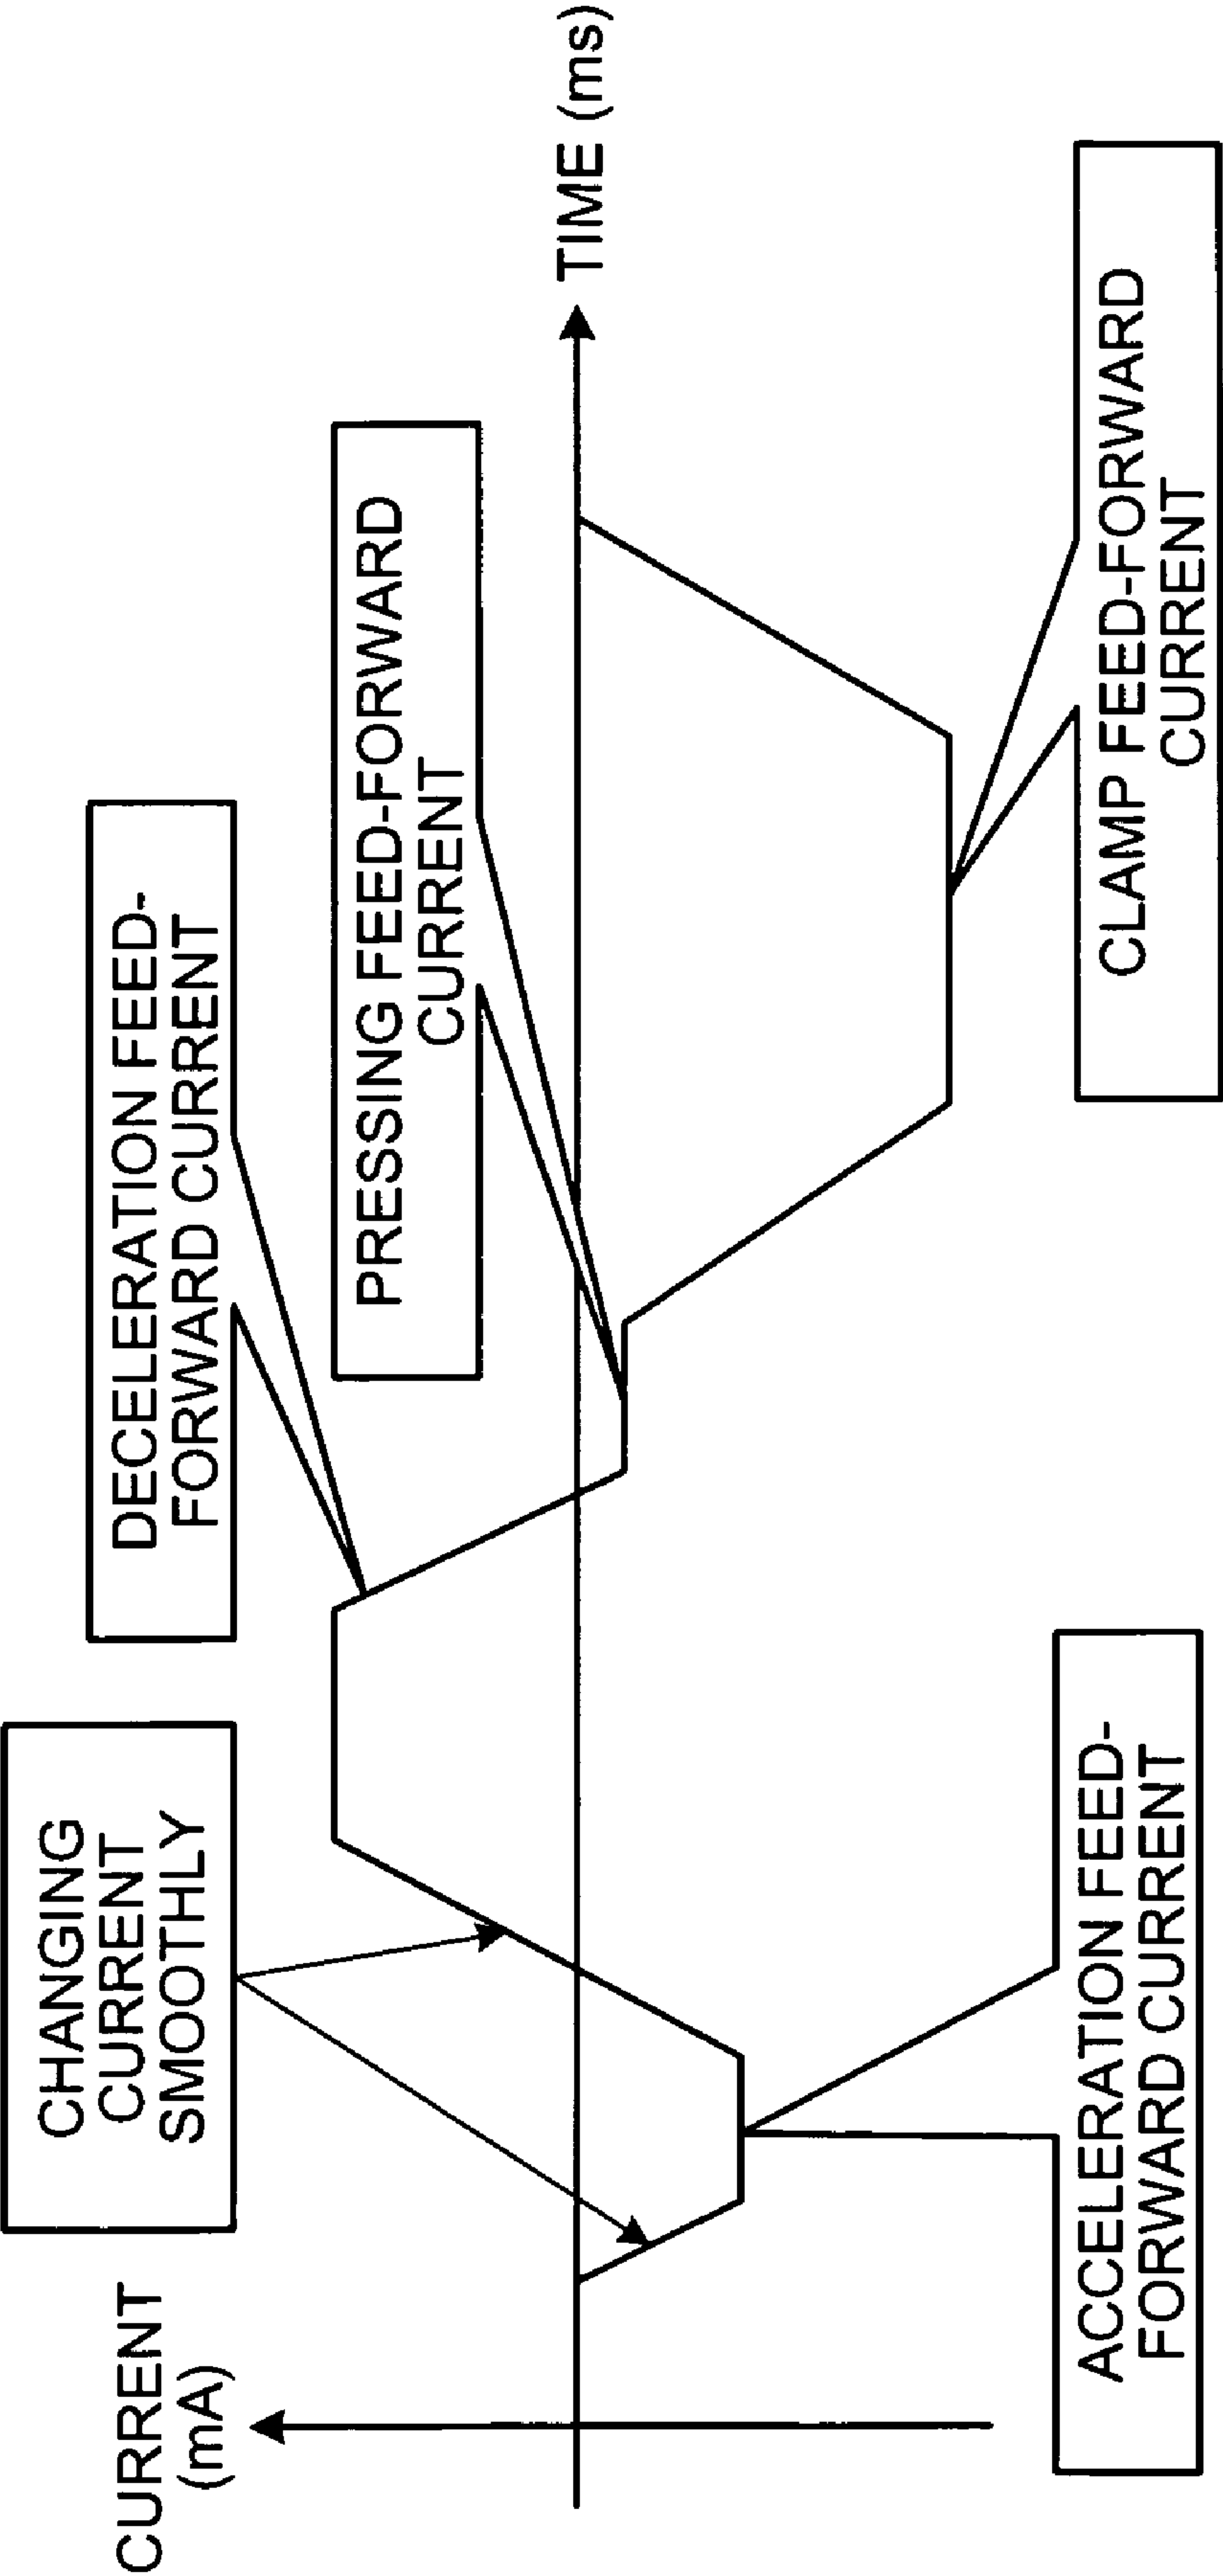 CURRENT
(mA)
CHANGING
CURRENT
SMOOTHLY
DECELERATION FEED-
FORWARD CURRENT
PRESSING FEED-FORWARD
CURRENT
TIME (ms)
ACCELERATION FEED-
FORWARD CURRENT
CLAMP FEED-FORWARD
CURRENT